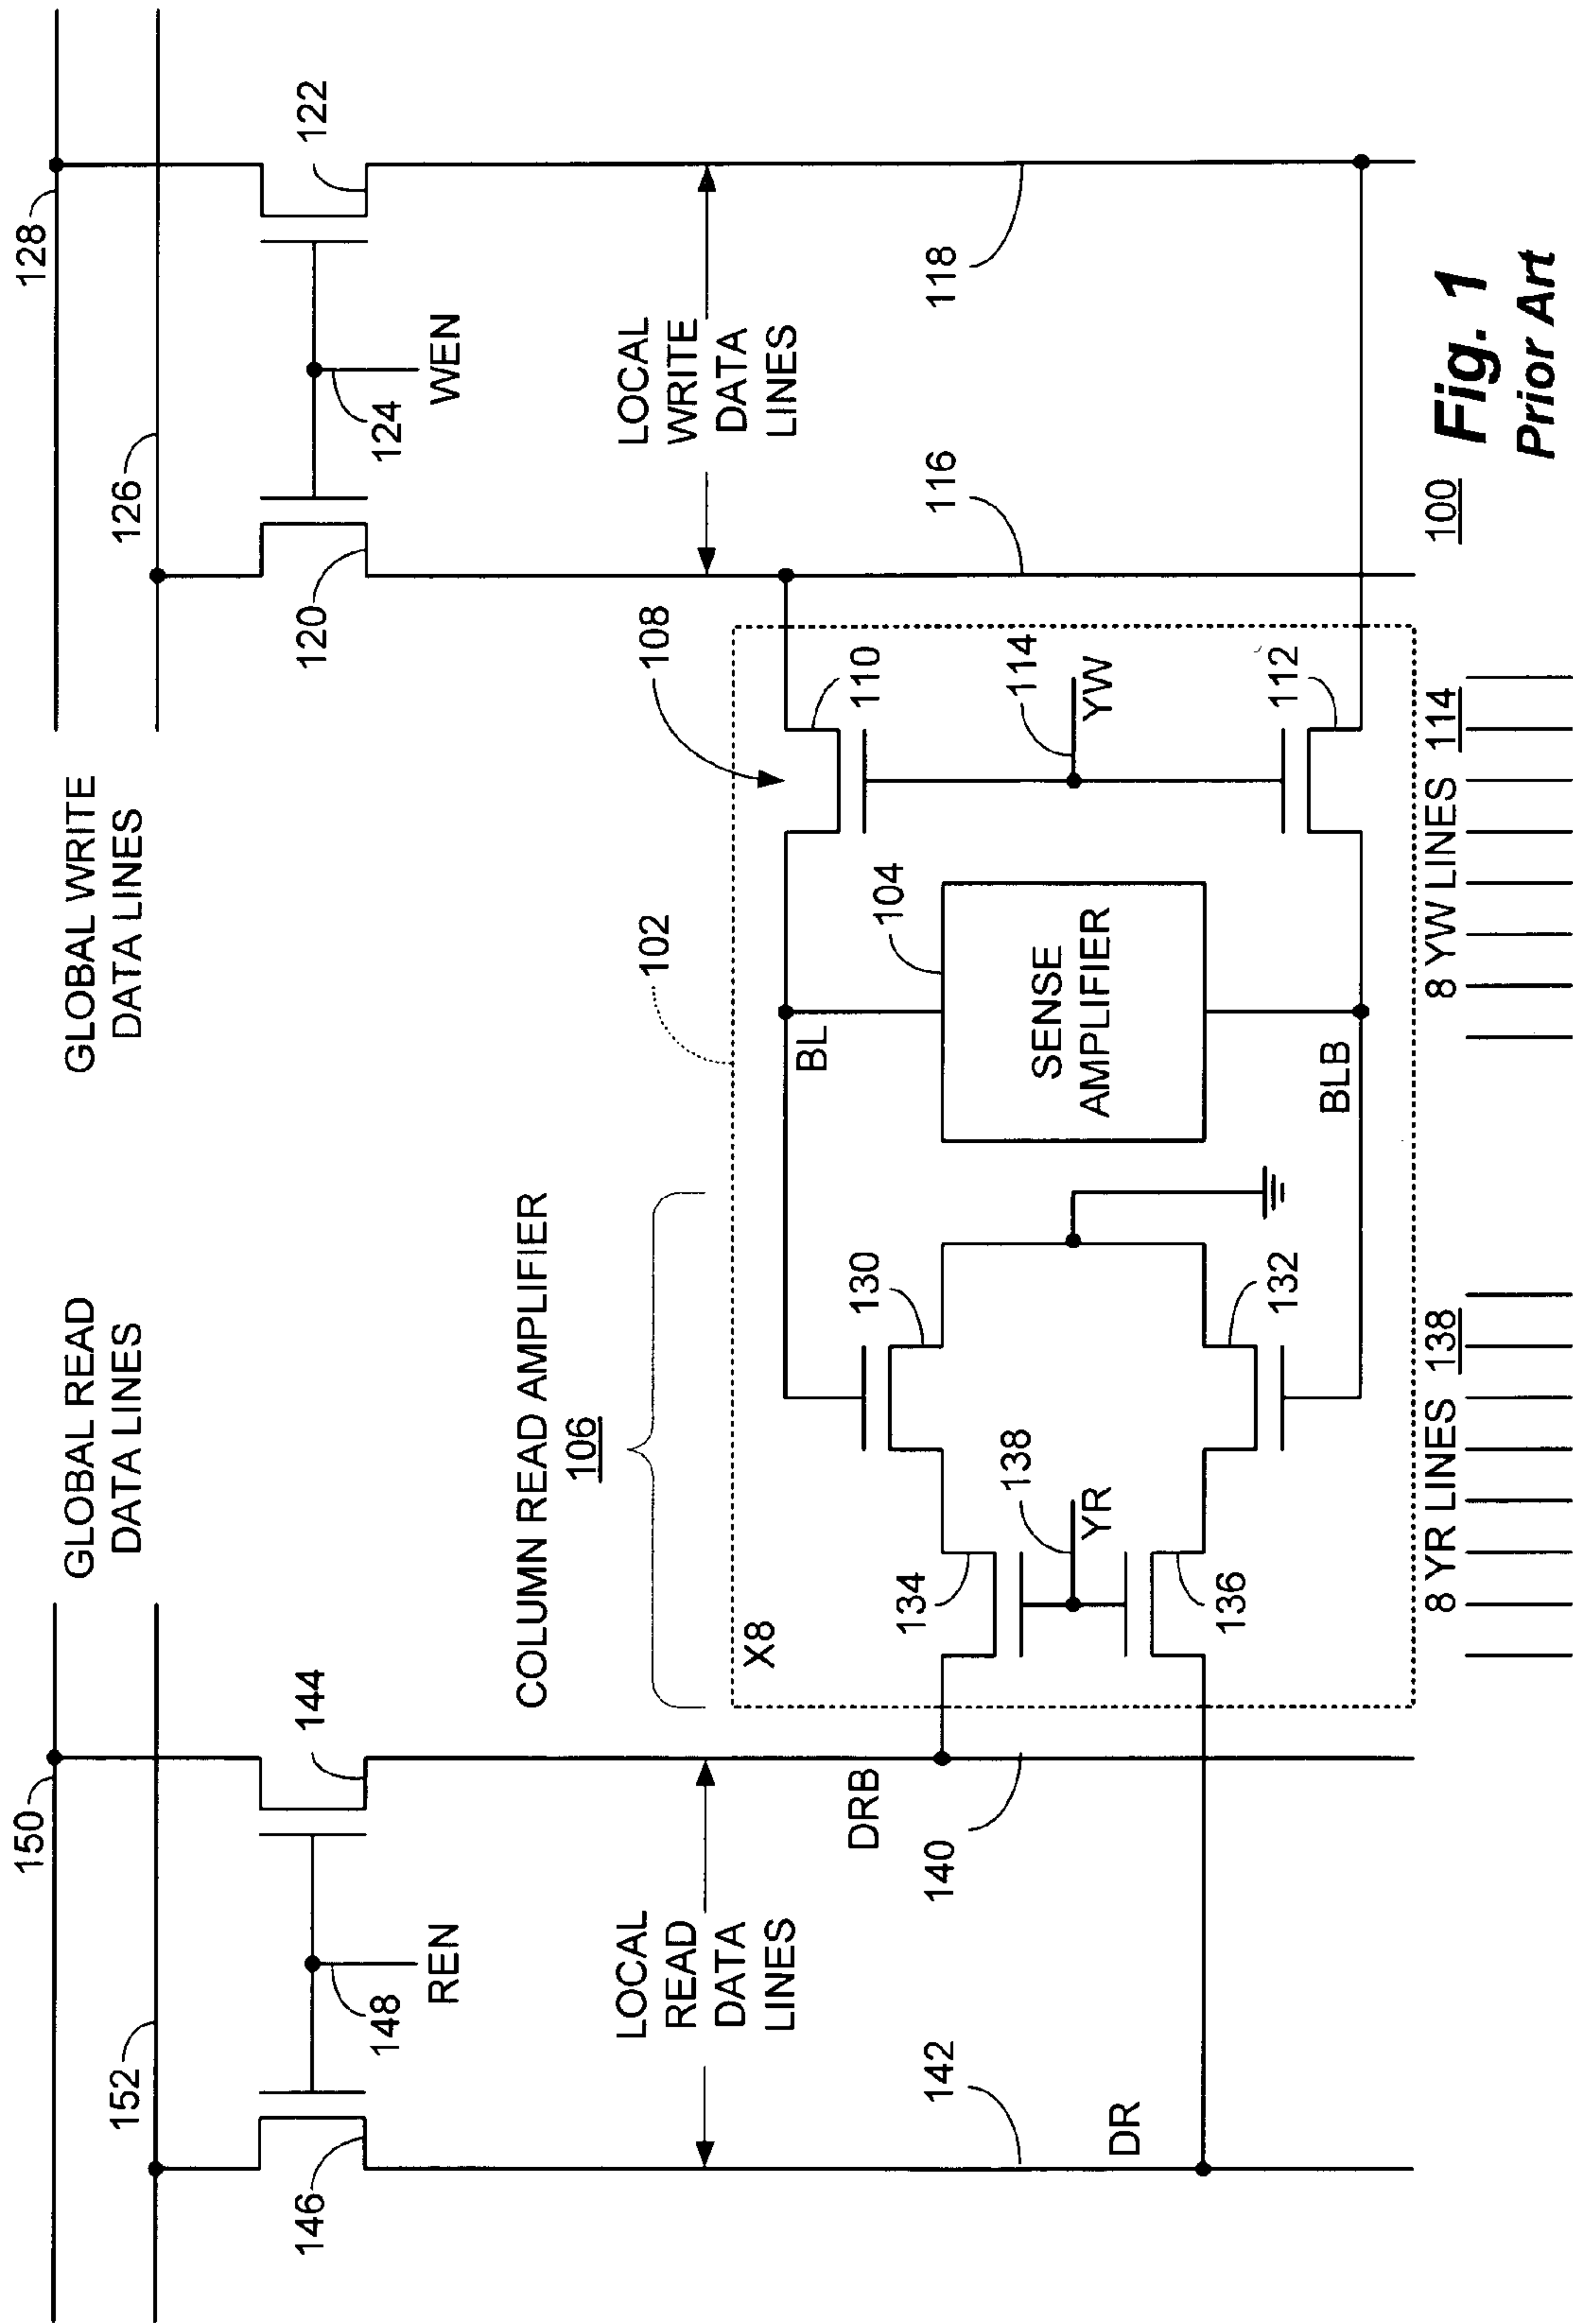 150
128
GLOBAL READ
DATA LINES
GLOBAL WRITE
DATA LINES
152
126
146
148
REN
144
120
124
WEN
122
COLUMN READ AMPLIFIER
106
102
108
LOCAL
READ
DATA
LINES
LOCAL
WRITE
DATA
LINES
X8
BL
110
DRB
130
104
142
140
134
138
YR
SENSE
AMPLIFIER
114
YW
116
118
DR
136
132
BLB
112
8 YR LINES 138
8 YW LINES 114
100
Fig. 1
Prior Art